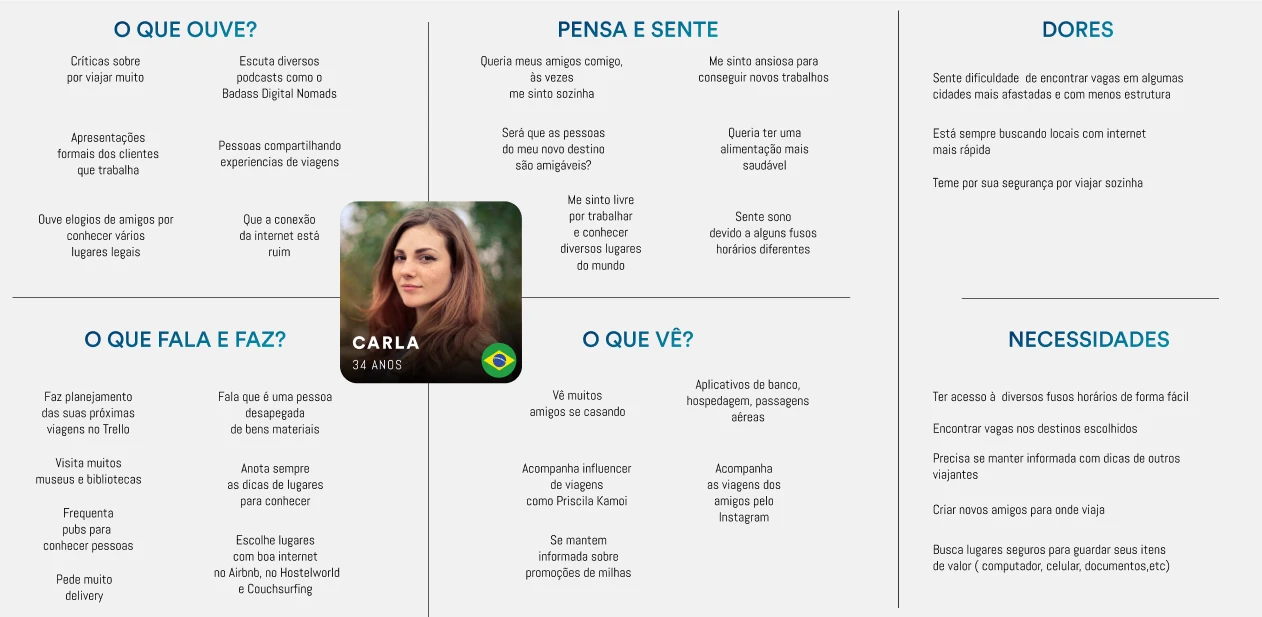 O QUE OUVE?
Críticas sobre
por viajar muito
Escuta diversos
podcasts como o
Badass Digital Nomads
Apresentações
formais dos clientes
que trabalha
Pessoas compartilhando
experiencias de viagens
Ouve elogios de amigos por
conhecer vários
lugares legais
Que a conexão
da internet está
ruim
PENSA E SENTE
Queria meus amigos comigo,
às vezes
me sinto sozinha
Me sinto ansiosa para
conseguir novos trabalhos
Será que as pessoas
do meu novo destino
são amigáveis?
Queria ter uma
alimentação mais
saudável
Me sinto livre
por trabalhar
e conhecer
diversos lugares
do mundo
Sente sono
devido a alguns fusos
horários diferentes
DORES
Sente dificuldade de encontrar vagas em algumas
cidades mais afastadas e com menos estrutura
Está sempre buscando locais com internet
mais rápida
Teme por sua segurança por viajar sozinha
CARLA
34 ANOS
O QUE FALA E FAZ?
Faz planejamento
das suas próximas
viagens no Trello
Fala que é uma pessoa
desapegada
de bens materiais
Visita muitos
museus e bibliotecas
Anota sempre
as dicas de lugares
para conhecer
Frequenta
pubs para
conhecer pessoas
Escolhe lugares
com boa internet
no Airbnb, no Hostelworld
e Couchsurfing
Pede muito
delivery
O QUE VÊ?
Vê muitos
amigos se casando
Aplicativos de banco,
hospedagem, passagens
aéreas
Acompanha influencer
de viagens
como Priscila Kamoi
Acompanha
as viagens dos
amigos pelo
Instagram
Se mantem
informada sobre
promoções de milhas
NECESSIDADES
Ter acesso à diversos fusos horários de forma fácil
Encontrar vagas nos destinos escolhidos
Precisa se manter informada com dicas de outros
viajantes
Criar novos amigos para onde viaja
Busca lugares seguros para guardar seus itens
de valor ( computador, celular, documentos,etc)